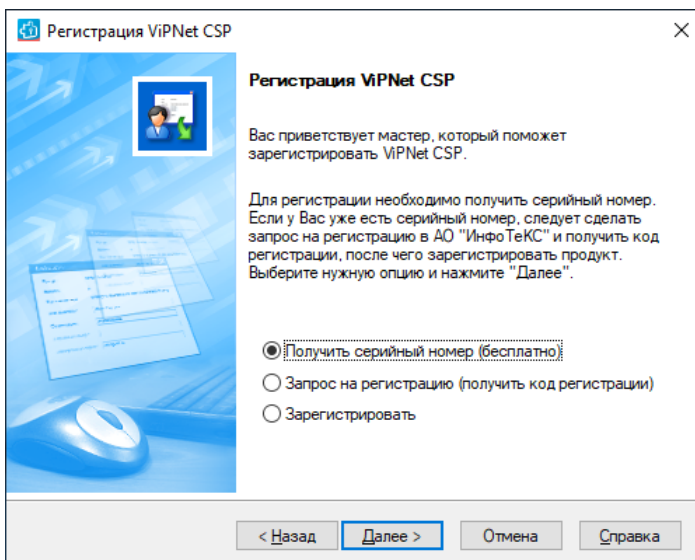 Регистрация ViPNet CSP
Регистрация ViPNet CSP
Вас приветствует мастер, который поможет
зарегистрировать ViPNet CSP.
Для регистрации необходимо получить серийный номер.
Если у Вас уже есть серийный номер, следует сделать
запрос на регистрацию в АО "ИнфоТеКС" и получить код
регистрации, после чего зарегистрировать продукт.
Выберите нужную опцию и нажмите "Далее".
Получить серийный номер (бесплатно)
Запрос на регистрацию (получить код регистрации)
Зарегистрировать
< Назад
Далее >
Отмена
Справка